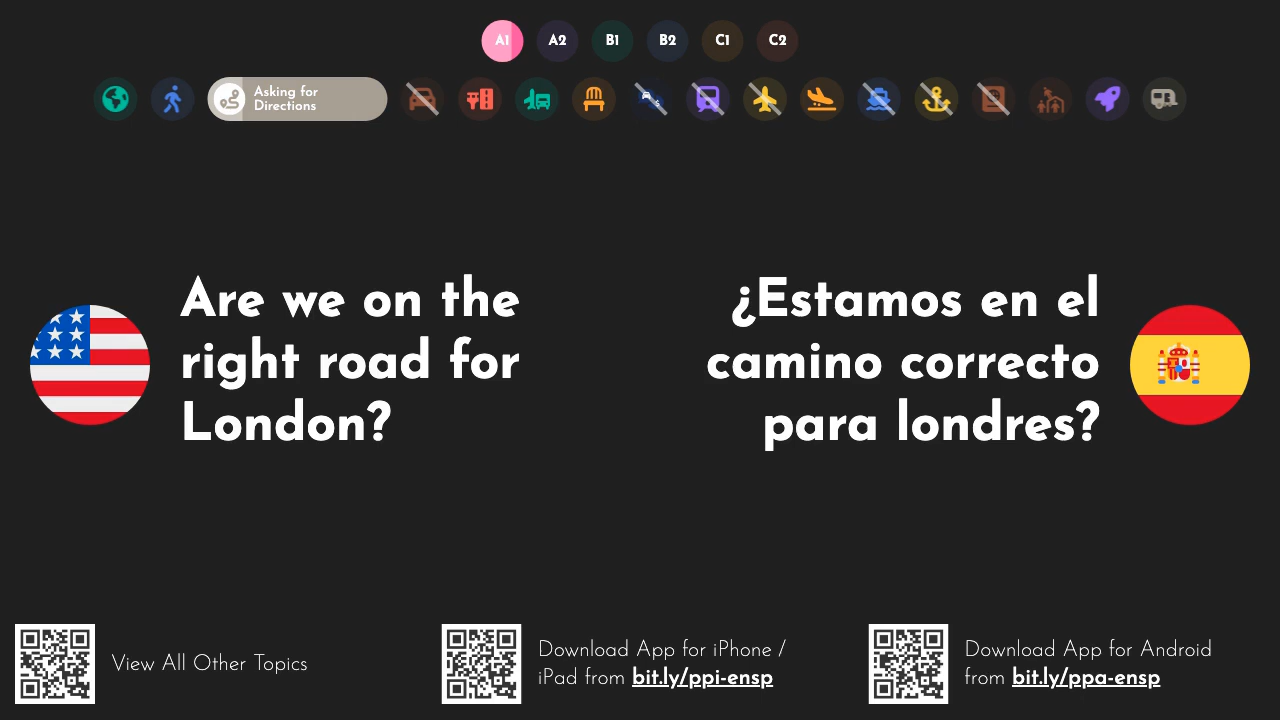 A1 A2 B1 B2 C1 C2
Asking for
Directions
Are we on the
right road for
London?
¿Estamos en el
camino correcto
para londres?
View All Other Topics
Download App for iPhone /
iPad from bit.ly/ppi-ensp
Download App for Android
from bit.ly/ppa-ensp